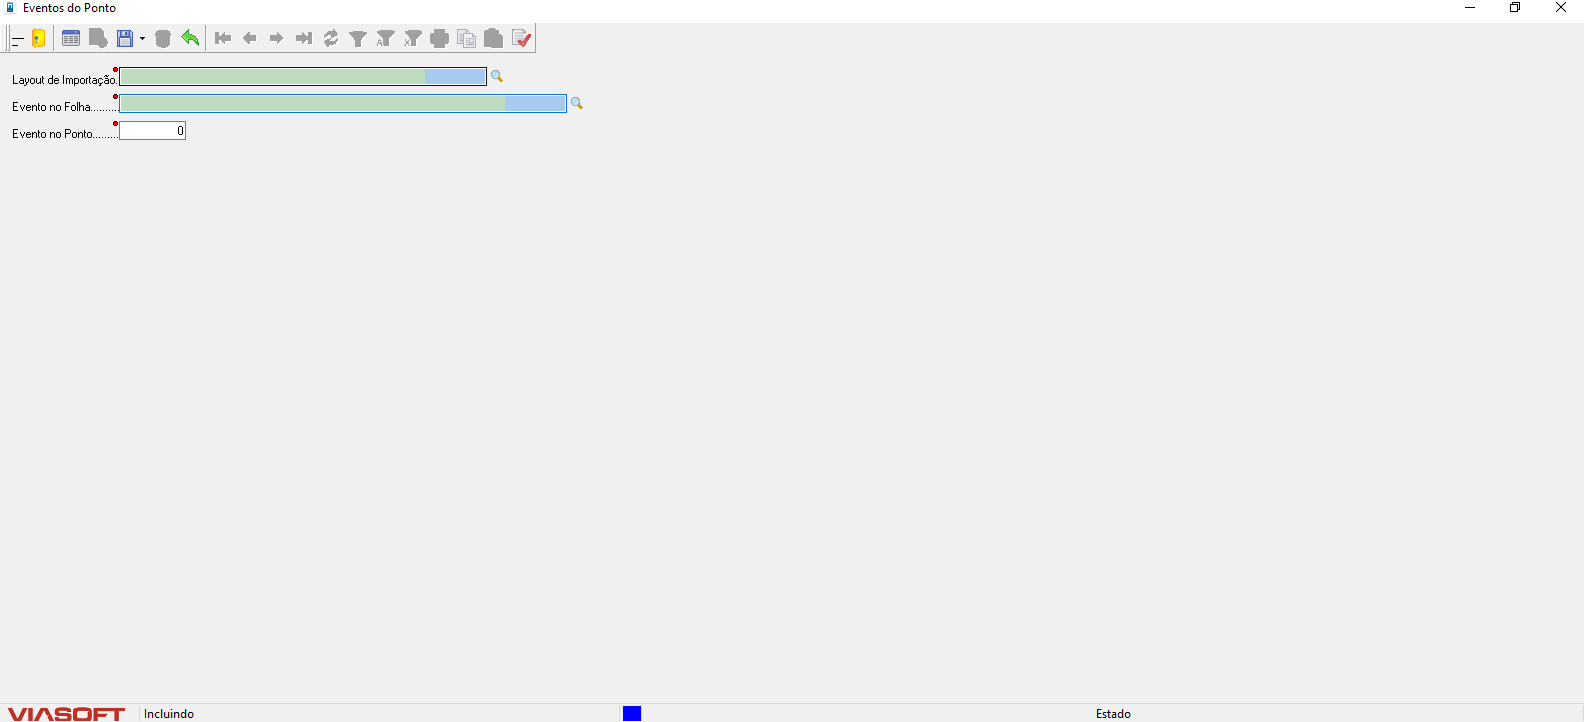 Eventos do Ponto
Layout de Importação.
Evento no Folha..........
Evento no Ponto......... 0
VIASOFT Incluindo Estado